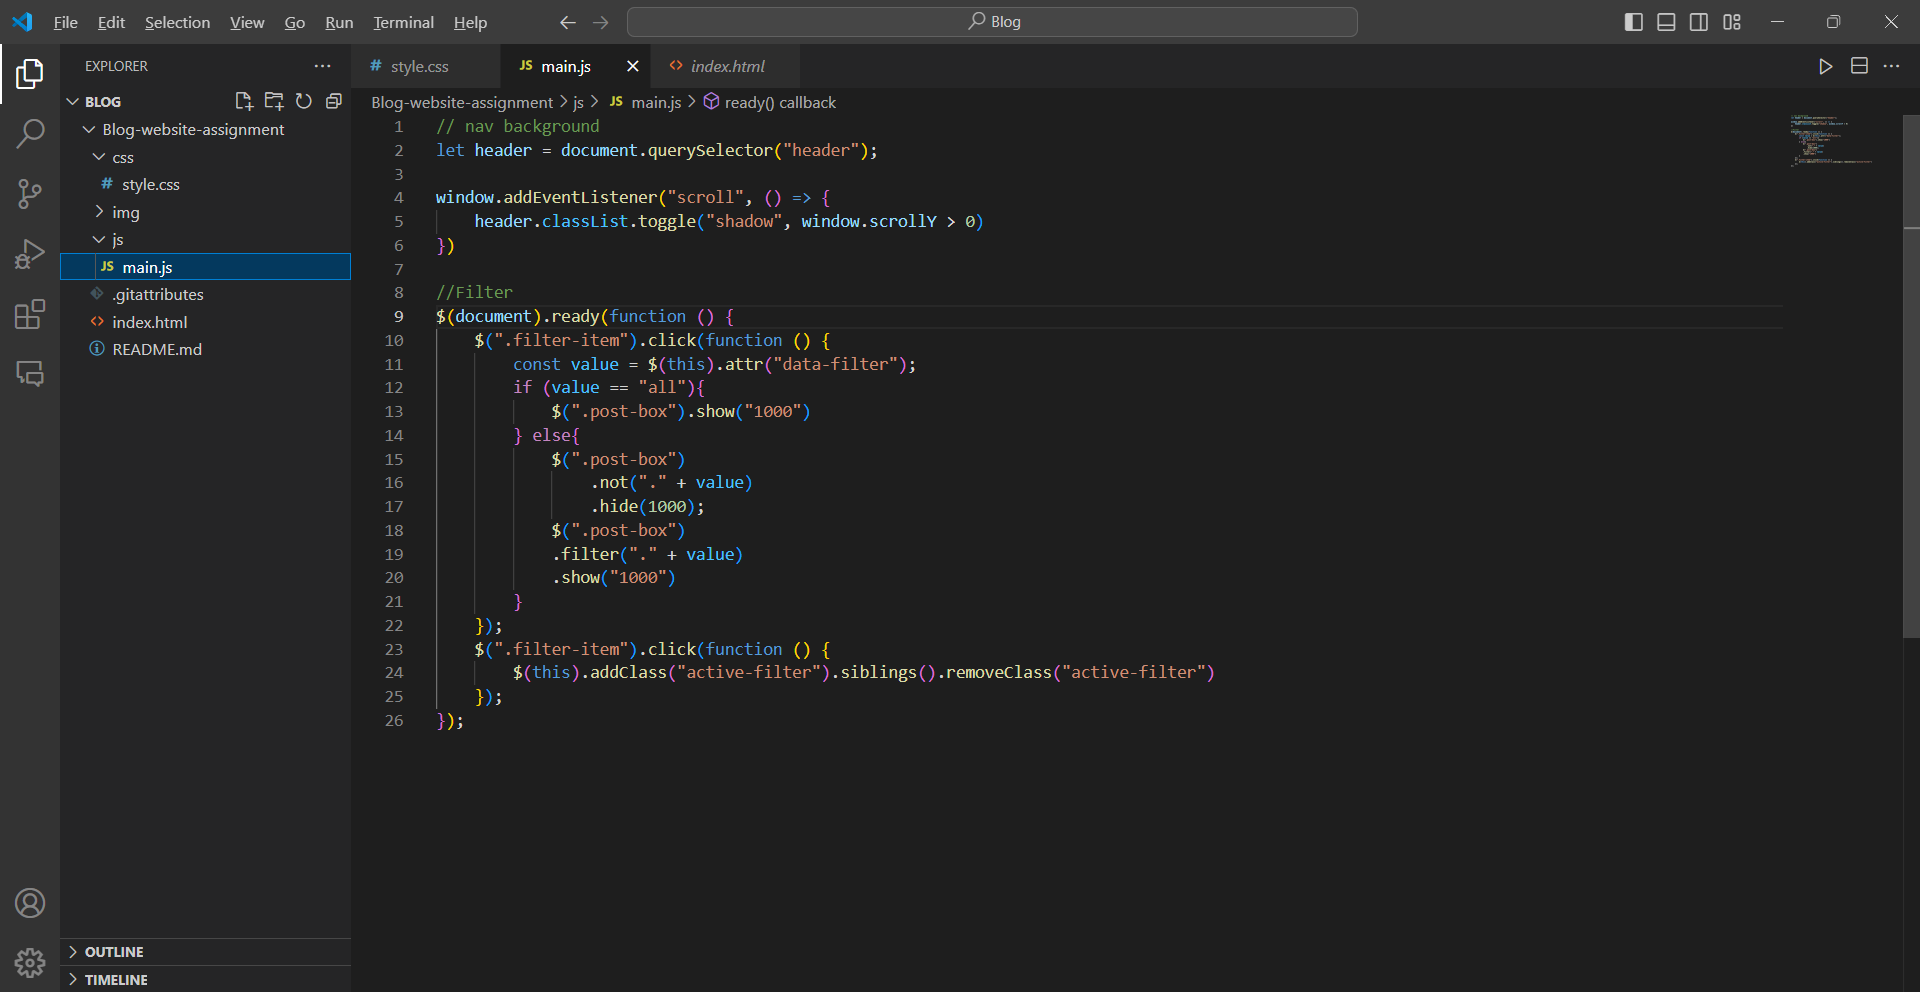 File Edit Selection View Go Run Terminal Help
Blog
EXPLORER
BLOG
Blog-website-assignment
css
# style.css
img
js
JS main.js
.gitattributes
<> index.html
README.md
OUTLINE
TIMELINE
# style.css
JS main.js
<> index.html
Blog-website-assignment > js > JS main.js > ready() callback
1 // nav background
2 let header = document.querySelector("header");
3
4 window.addEventListener("scroll", () => {
5     header.classList.toggle("shadow", window.scrollY > 0)
6 })
7
8 //Filter
9 $(document).ready(function () {
10     $(".filter-item").click(function () {
11         const value = $(this).attr("data-filter");
12         if (value == "all"){
13             $(".post-box").show("1000")
14         } else{
15             $(".post-box")
16                 .not("." + value)
17                 .hide(1000);
18             $(".post-box")
19             .filter("." + value)
20             .show("1000")
21         }
22     });
23     $(".filter-item").click(function () {
24         $(this).addClass("active-filter").siblings().removeClass("active-filter")
25     });
26 });